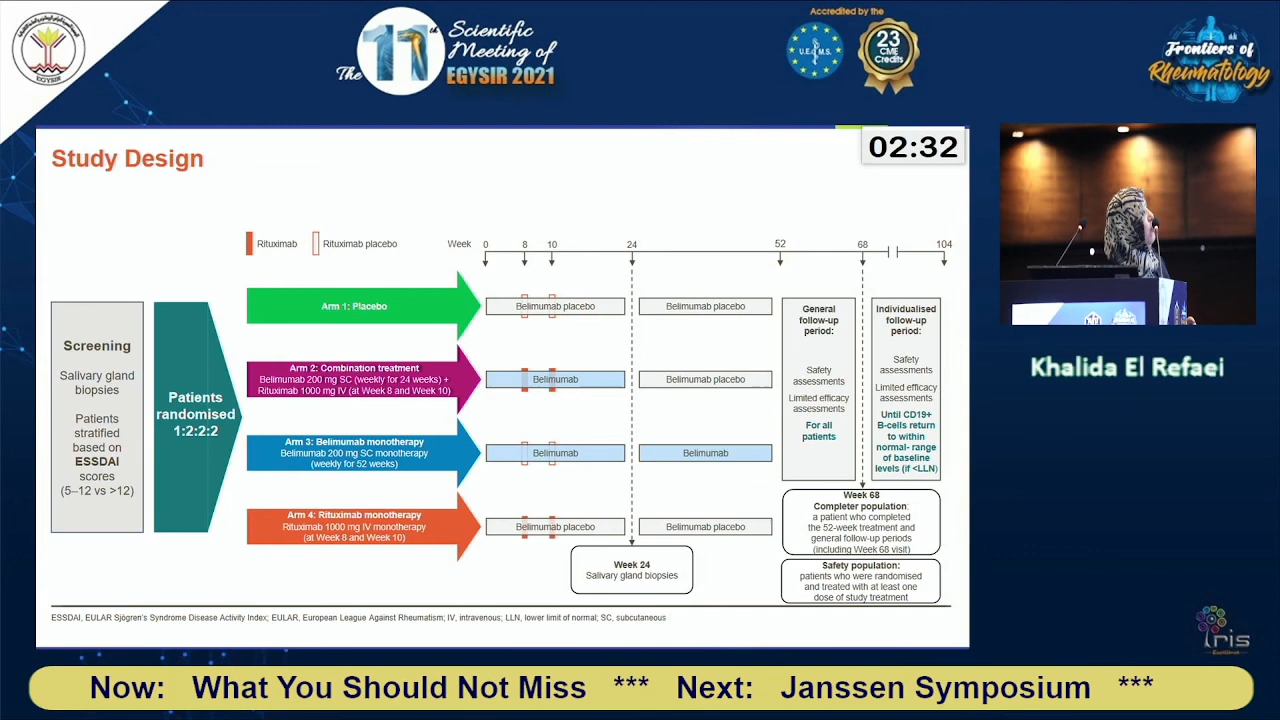 EGYSIR
The 11th
Scientific
Meeting of
EGYSIR 2021
Accredited by the
U.E.M.S.
23
CME
Credits
Frontiers of
Rheumatology
Study Design
02:32
Rituximab
Rituximab placebo
Week
0 8 10 24 52 68 104
Screening
Salivary gland
biopsies
Patients
stratified
based on
ESSDAI
scores
(5–12 vs >12)
Patients
randomised
1:2:2:2
Arm 1: Placebo
Belimumab placebo
Belimumab placebo
Arm 2: Combination treatment
Belimumab 200 mg SC (weekly for 24 weeks) +
Rituximab 1000 mg IV (at Week 8 and Week 10)
Belimumab
Belimumab placebo
Arm 3: Belimumab monotherapy
Belimumab 200 mg SC monotherapy
(weekly for 52 weeks)
Belimumab
Belimumab
Arm 4: Rituximab monotherapy
Rituximab 1000 mg IV monotherapy
(at Week 8 and Week 10)
Belimumab placebo
Belimumab placebo
Week 24
Salivary gland biopsies
General
follow-up
period:
Safety
assessments
Limited efficacy
assessments
For all
patients
Individualised
follow-up
period:
Safety
assessments
Limited efficacy
assessments
Until CD19+
B-cells return
to within
normal- range
of baseline
levels (if <LLN)
Week 68
Completer population:
a patient who completed
the 52-week treatment and
general follow-up periods
(including Week 68 visit)
Safety population:
patients who were randomised
and treated with at least one
dose of study treatment
ESSDAI, EULAR Sjögren's Syndrome Disease Activity Index; EULAR, European League Against Rheumatism; IV, intravenous; LLN, lower limit of normal; SC, subcutaneous
Khalida El Refaei
Iris
Now: What You Should Not Miss *** Next: Janssen Symposium ***